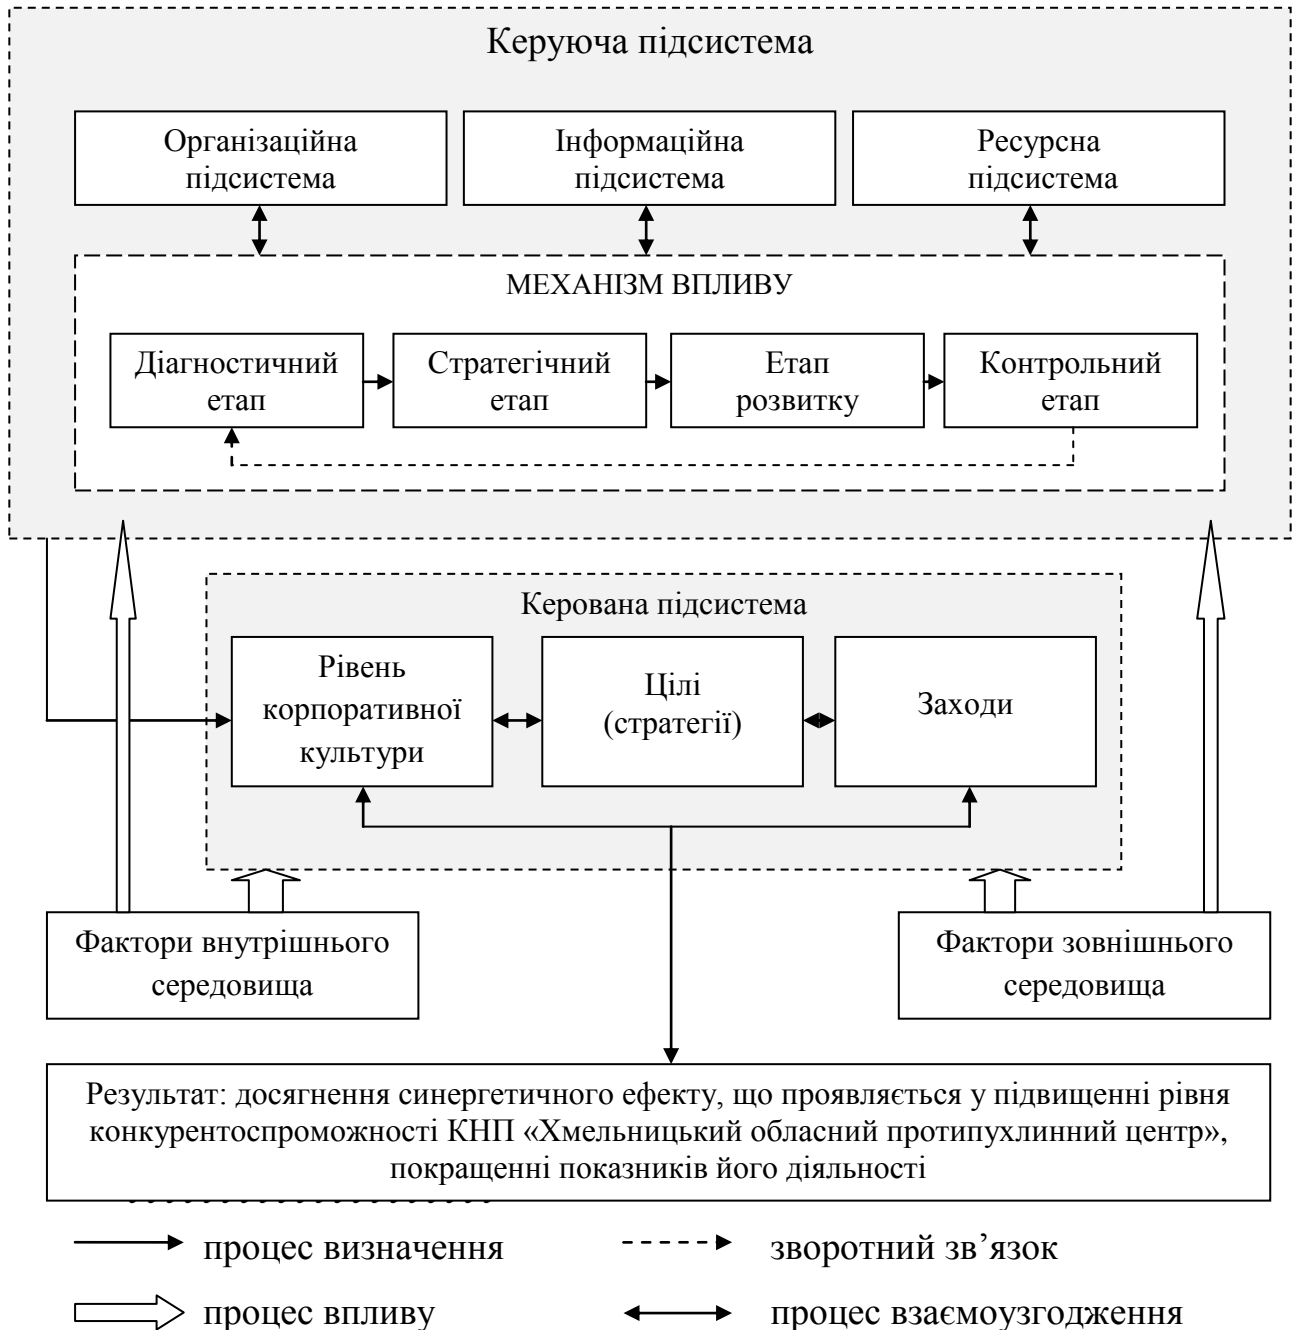 Керуюча підсистема
Організаційна
підсистема
Інформаційна
підсистема
Ресурсна
підсистема
МЕХАНІЗМ ВПЛИВУ
Діагностичний
етап
Стратегічний
етап
Етап
розвитку
Контрольний
етап
Керована підсистема
Рівень
корпоративної
культури
Цілі
(стратегії)
Заходи
Фактори внутрішнього
середовища
Фактори зовнішнього
середовища
Результат: досягнення синергетичного ефекту, що проявляється у підвищенні рівня
конкурентоспроможності КНП «Хмельницький обласний протипухлинний центр»,
покращенні показників його діяльності
процес визначення
зворотний зв’язок
процес впливу
процес взаємоузгодження